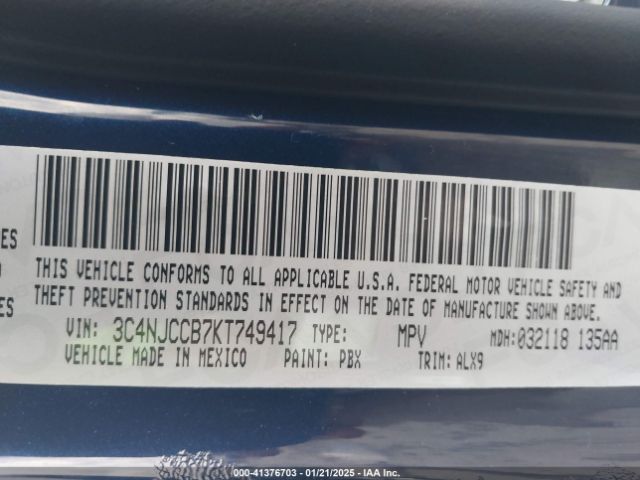 ES
THIS VEHICLE CONFORMS TO ALL APPLICABLE U.S.A. FEDERAL MOTOR VEHICLE SAFETY AND
ES
THEFT PREVENTION STANDARDS IN EFFECT ON THE DATE OF MANUFACTURE SHOWN ABOVE.
VIN: 3C4NJCCB7KT749417 TYPE: MPV MDH:032118 135AA
VEHICLE MADE IN MEXICO PAINT: PBX TRIM: ALX9
000-41376703 — 01/21/2025 — IAA Inc.